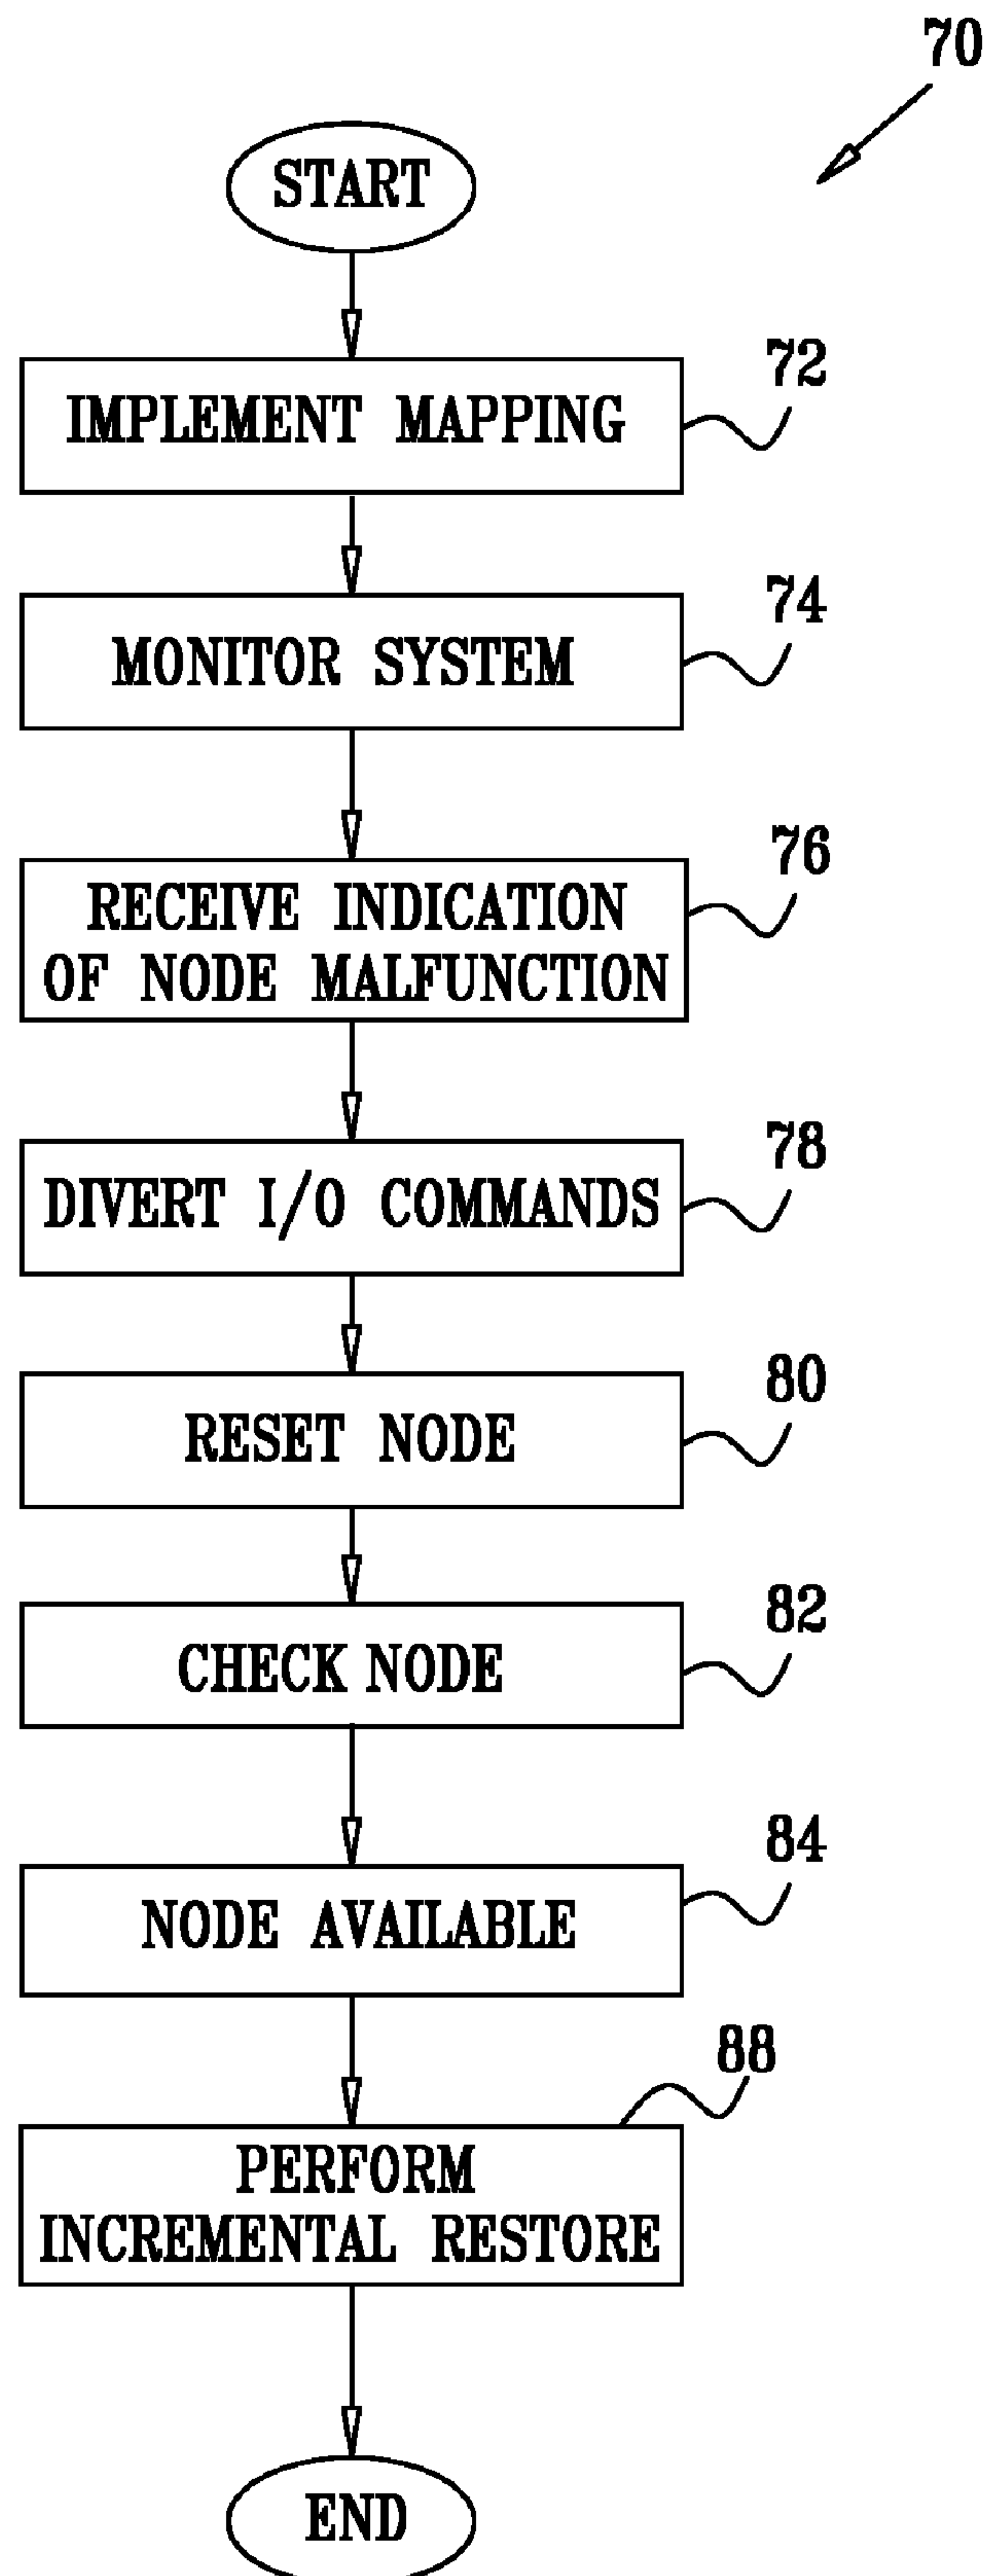 70
START
IMPLEMENT MAPPING
72
MONITOR SYSTEM
74
RECEIVE INDICATION
OF NODE MALFUNCTION
76
DIVERT I/O COMMANDS
78
RESET NODE
80
CHECK NODE
82
NODE AVAILABLE
84
PERFORM
INCREMENTAL RESTORE
88
END